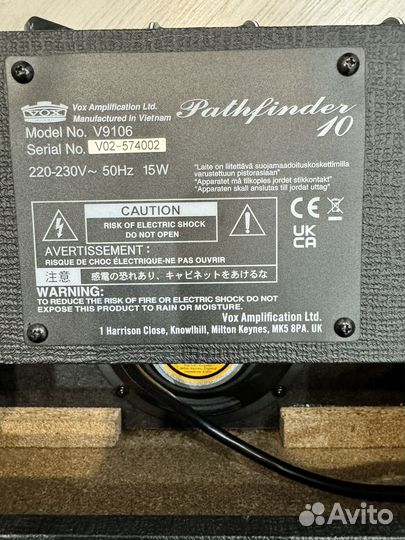 VOX
Vox Amplification Ltd.
Manufactured in Vietnam
Pathfinder
10
Model No. V9106
Serial No. V02-574002
220-230V~ 50Hz 15W
"Laite on liitettävä suojamaadoituskoskettimilla
varustettuun pistorasiaan"
"Apparatet må tilkoples jordet stikkontakt"
"Apparaten skall anslutas till jordat uttag"
CAUTION
RISK OF ELECTRIC SHOCK
DO NOT OPEN
AVERTISSEMENT:
RISQUE DE CHOC ÉLECTRIQUE-NE PAS OUVRIR
注意 感電の恐れあり、キャビネットをあけるな
UK
CA
CE
WARNING:
TO REDUCE THE RISK OF FIRE OR ELECTRIC SHOCK DO NOT
EXPOSE THIS PRODUCT TO RAIN OR MOISTURE.
Vox Amplification Ltd.
1 Harrison Close, Knowlhill, Milton Keynes, MK5 8PA. UK
Avito